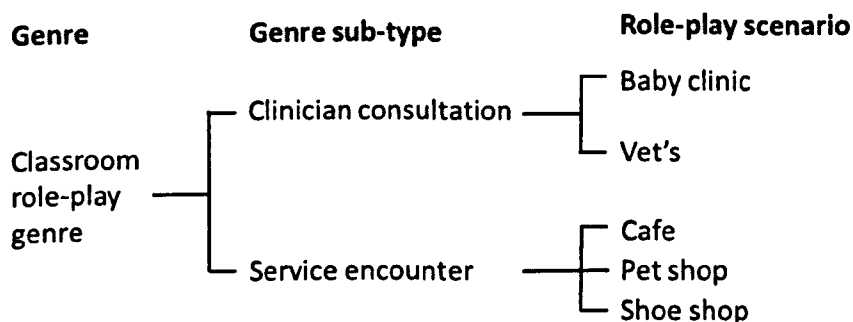 Genre
Genre sub-type
Role-play scenario
Classroom
role-play
genre
Clinician consultation
Baby clinic
Vet's
Service encounter
Cafe
Pet shop
Shoe shop